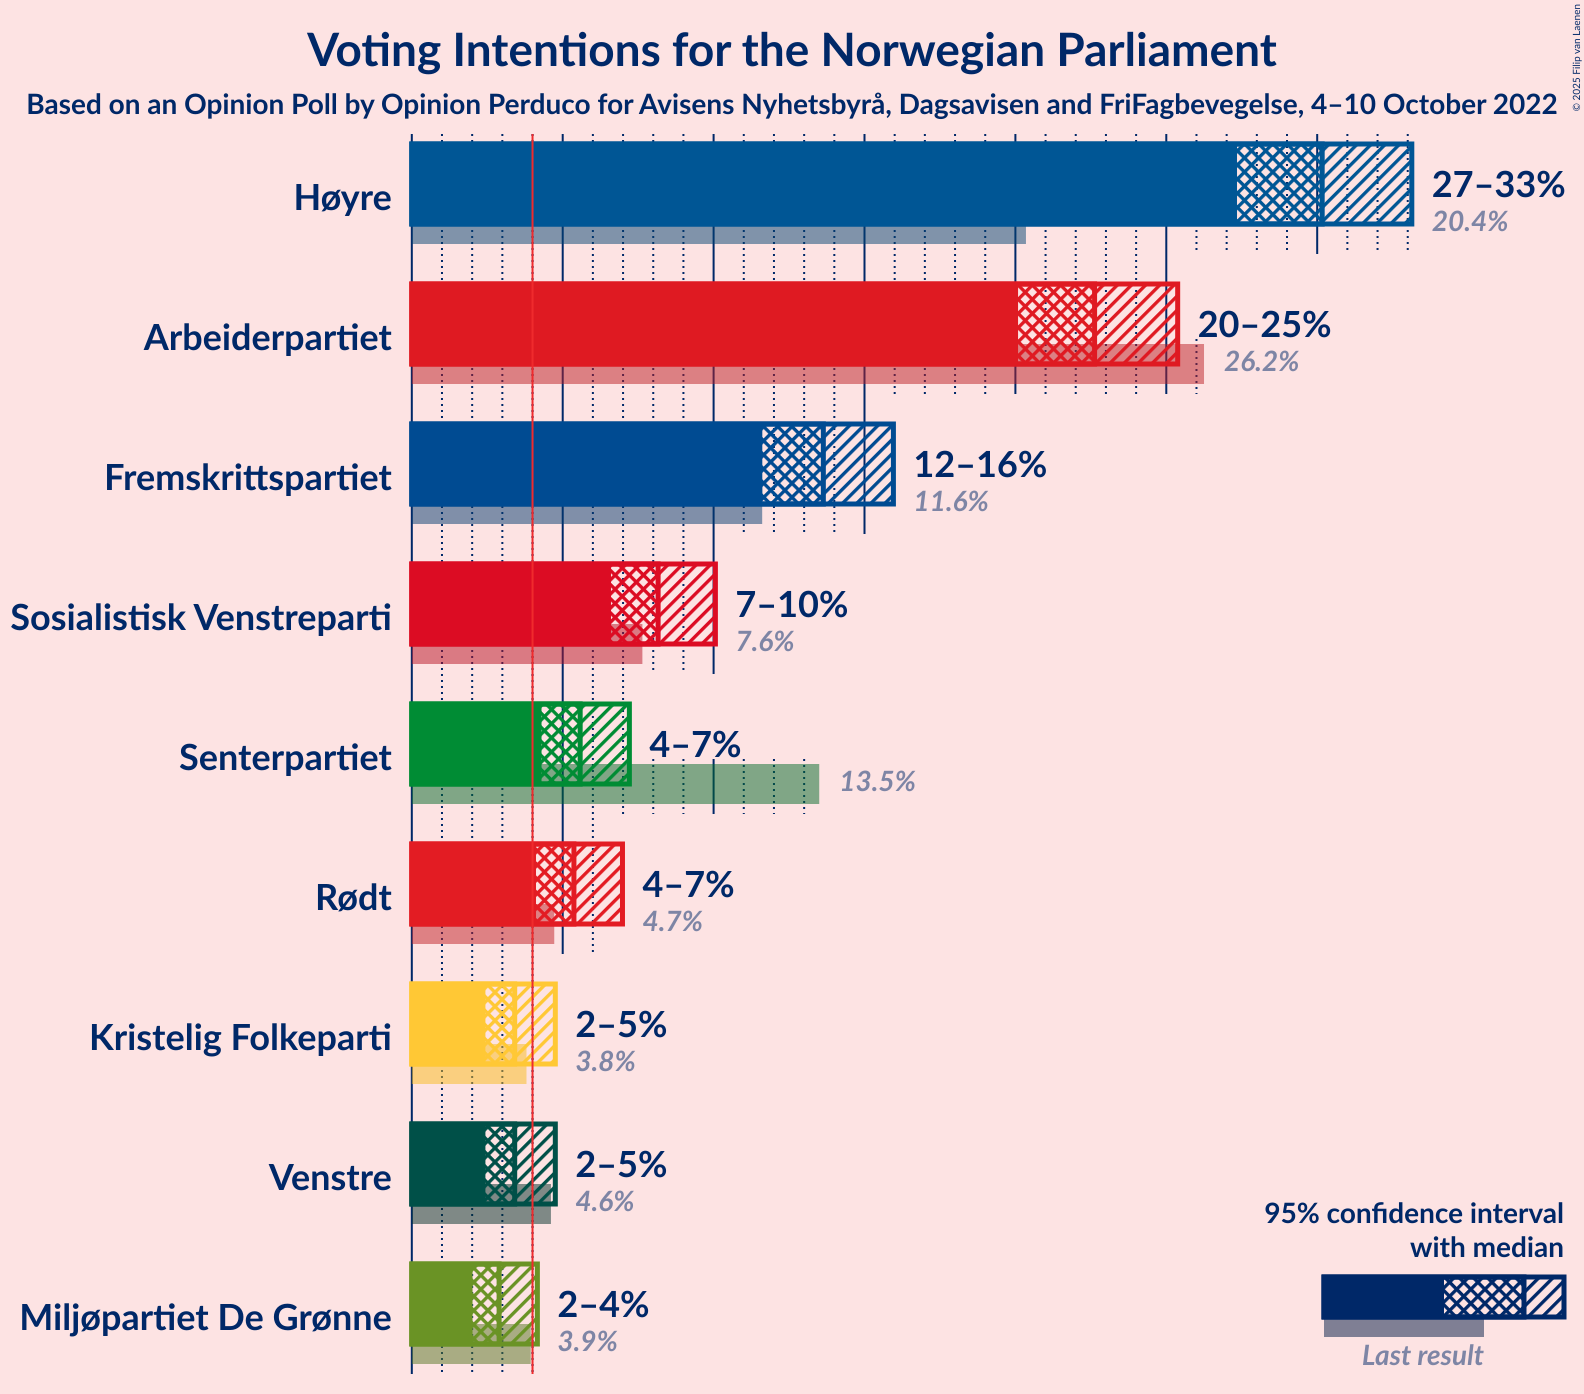 Voting Intentions for the Norwegian Parliament
Based on an Opinion Poll by Opinion Perduco for Avisens Nyhetsbyrå, Dagsavisen and FriFagbevegelse, 4–10 October 2022
© 2025 Filip van Laenen
Høyre
27–33%
20.4%
Arbeiderpartiet
20–25%
26.2%
Fremskrittspartiet
12–16%
11.6%
Sosialistisk Venstreparti
7–10%
7.6%
Senterpartiet
4–7%
13.5%
Rødt
4–7%
4.7%
Kristelig Folkeparti
2–5%
3.8%
Venstre
2–5%
4.6%
Miljøpartiet De Grønne
2–4%
3.9%
95% confidence interval
with median
Last result